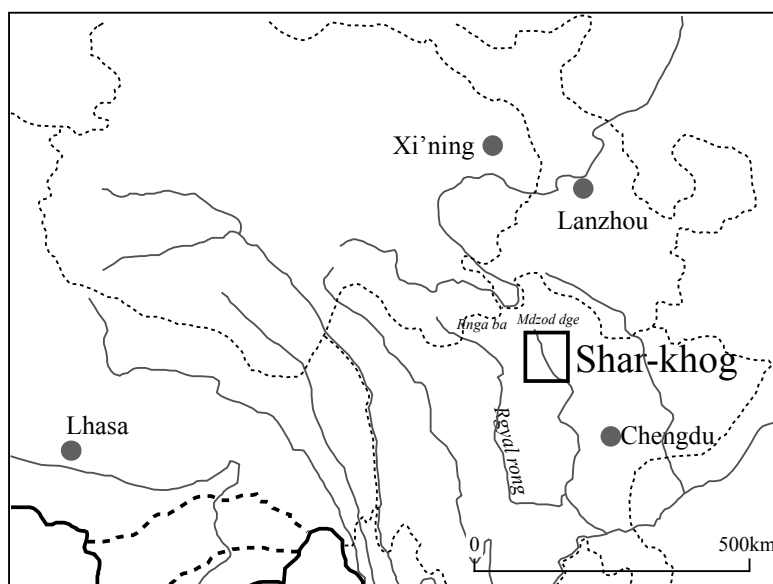 Xi’ning
Lanzhou
Rnga ba
Mdzod dge
Shar-khog
Lhasa
Chengdu
Rgyal rong
0
500km